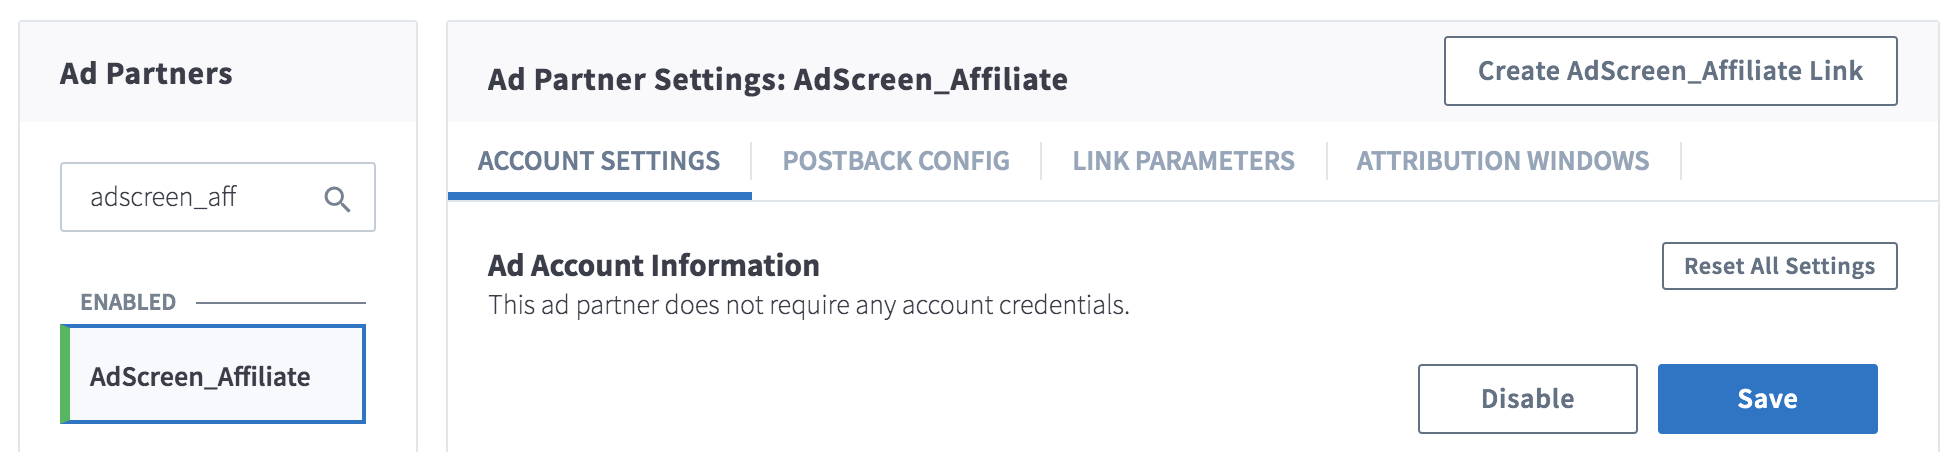 Ad Partners
adscreen_aff
ENABLED
AdScreen_Affiliate
Ad Partner Settings: AdScreen_Affiliate
Create AdScreen_Affiliate Link
ACCOUNT SETTINGS
POSTBACK CONFIG
LINK PARAMETERS
ATTRIBUTION WINDOWS
Ad Account Information
Reset All Settings
This ad partner does not require any account credentials.
Disable
Save